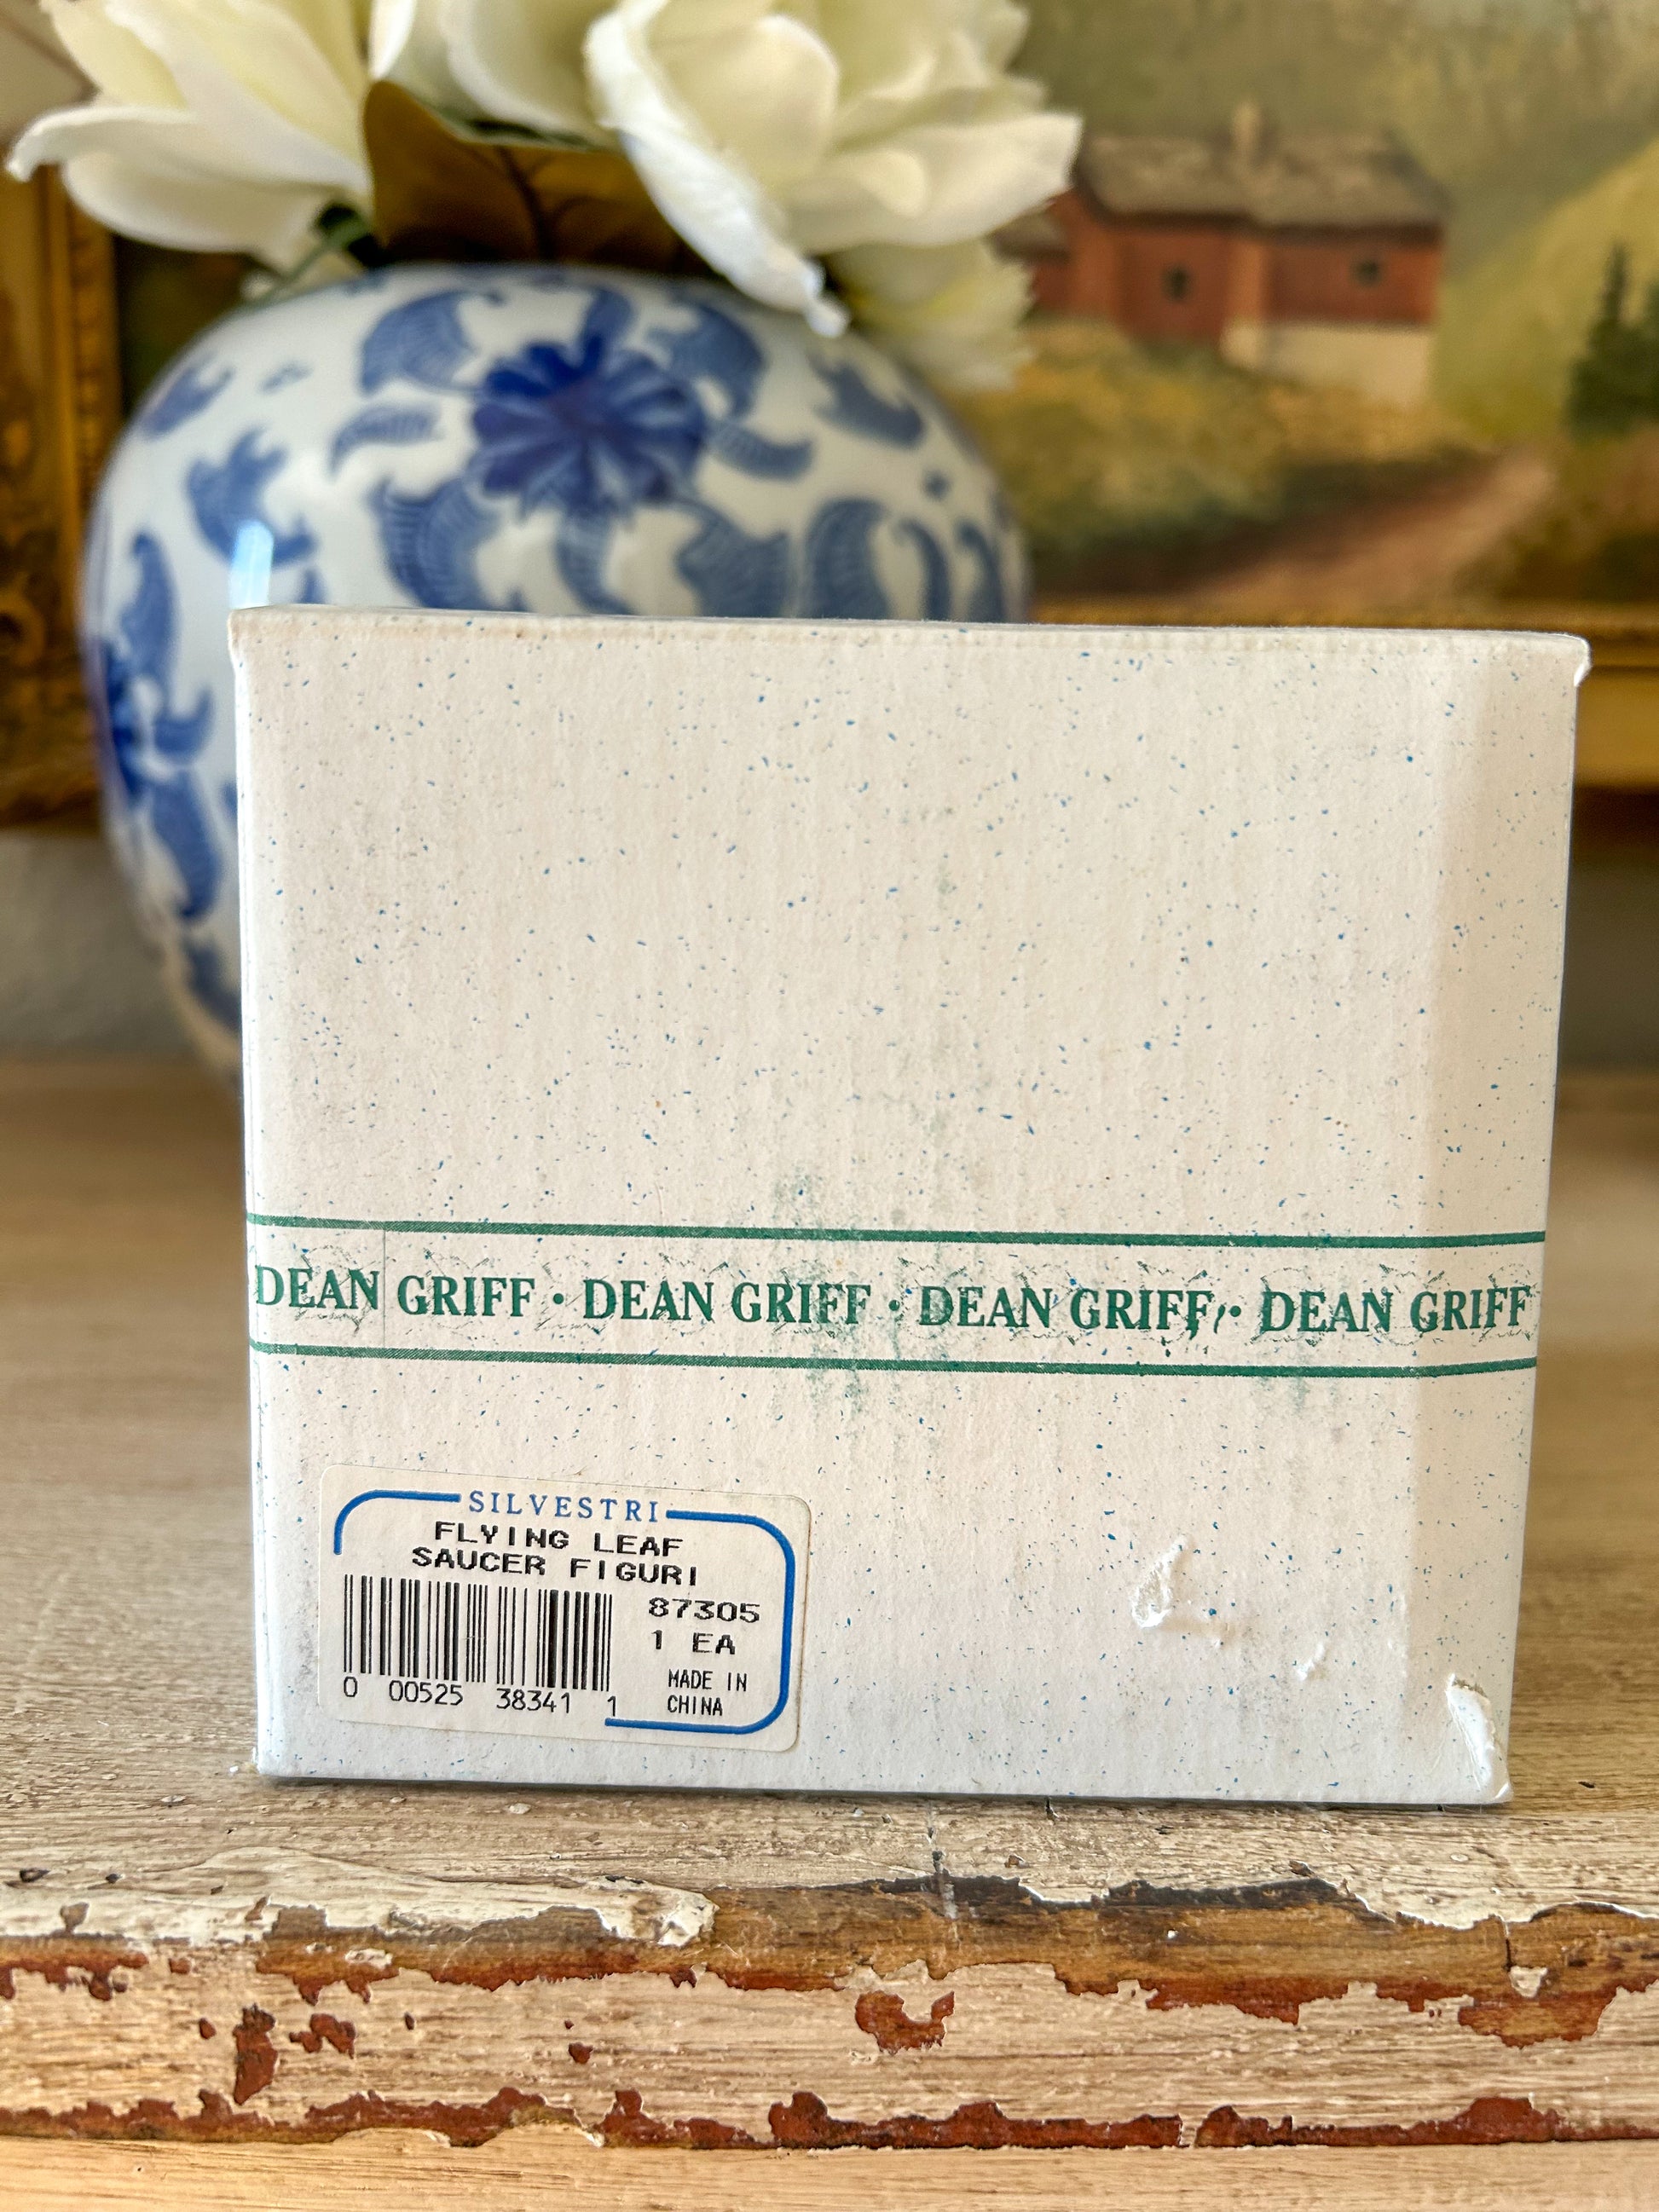 DEAN GRIFF • DEAN GRIFF • DEAN GRIFF • DEAN GRIFF
SILVESTRI
FLYING LEAF
SAUCER FIGURI
87305
1 EA
MADE IN
CHINA
0 00525 38341 1